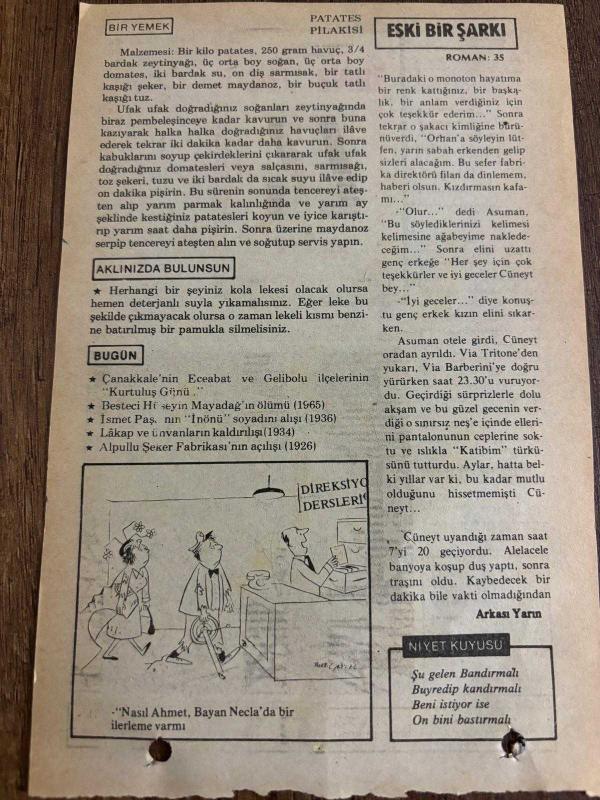 BİR YEMEK
PATATES
PİLAKİSİ
Malzemesi: Bir kilo patates, 250 gram havuç, 3/4
bardak zeytinyağı, üç orta boy soğan, üç orta boy
domates, iki bardak su, on diş sarmısak, bir tatlı
kaşığı şeker, bir demet maydanoz, bir buçuk tatlı
kaşığı tuz.
Ufak ufak doğradığınız soğanları zeytinyağında
biraz pembeleşinceye kadar kavurun ve sonra buna
kazıyarak halka halka doğradığınız havuçları ilâve
ederek tekrar iki dakika kadar daha kavurun. Sonra
kabuklarını soyup çekirdeklerini çıkararak ufak ufak
doğradığınız domatesleri veya salçasını, sarmısağı,
toz şekeri, tuzu ve iki bardak da sıcak suyu ilâve edip
on dakika pişirin. Bu sürenin sonunda tencereyi ateş-
ten alıp yarım parmak kalınlığında ve yarım ay
şeklinde kestiğiniz patatesleri koyun ve iyice karıştı-
rıp yarım saat daha pişirin. Sonra üzerine maydanoz
serpip tencereyi ateşten alın ve soğutup servis yapın.
AKLINIZDA BULUNSUN
★ Herhangi bir şeyiniz kola lekesi olacak olursa
hemen deterjanlı suyla yıkamalısınız. Eğer leke bu
şekilde çıkmayacak olursa o zaman lekeli kısmı benzi-
ne batırılmış bir pamukla silmelisiniz.
BUGÜN
★ Çanakkale'nin Eceabat ve Gelibolu ilçelerinin
"Kurtuluş Günü."
★ Besteci Hüseyin Mayadağ'ın ölümü (1965)
★ İsmet Paşa'nın "İnönü" soyadını alışı (1936)
★ Lâkap ve ünvanların kaldırılışı (1934)
★ Alpullu Şeker Fabrikası'nın açılışı (1926)
DİREKSİYO
DERSLERİ
-"Nasıl Ahmet, Bayan Necla'da bir
ilerleme varmı
ESKİ BİR ŞARKI
ROMAN: 35
"Buradaki o monoton hayatıma
bir renk kattığınız, bir başka-
lık, bir anlam verdiğiniz için
çok teşekkür ederim..." Sonra
tekrar o şakacı kimliğine bürü-
nüverdi, "Orhan'a söyleyin lüt-
fen, yarın sabah erkenden gelip
sizleri alacağım. Bu sefer fabri-
ka direktörü filan da dinlemem,
haberi olsun. Kızdırmasın kafa-
mı..."
-"Olur..." dedi Asuman,
"Bu söylediklerinizi kelimesi
kelimesine ağabeyime naklede-
ceğim..." Sonra elini uzattı
genç erkeğe "Her şey için çok
teşekkürler ve iyi geceler Cüneyt
bey..."
-"İyi geceler..." diye konuş-
tu genç erkek kızın elini sıkar-
ken.
Asuman otele girdi, Cüneyt
oradan ayrıldı. Via Tritone'den
yukarı, Via Barberini'ye doğru
yürürken saat 23.30'u vuruyor-
du. Geçirdiği sürprizlerle dolu
akşam ve bu güzel gecenin ver-
diği o sınırsız neş'e içinde elleri-
ni pantalonunun ceplerine sok-
tu ve ıslıkla "Katibim" türkü-
sünü tutturdu. Aylar, hatta bel-
ki yıllar var ki, bu kadar mutlu
olduğunu hissetmemişti Cü-
neyt...
Cüneyt uyandığı zaman saat
7'yi 20 geçiyordu. Alelacele
banyoya koşup duş yaptı, sonra
traşını oldu. Kaybedecek bir
dakika bile vakti olmadığından
Arkası Yarın
NİYET KUYUSU
Şu gelen Bandırmalı
Buyredip kandırmalı
Beni istiyor ise
On bini bastırmalı